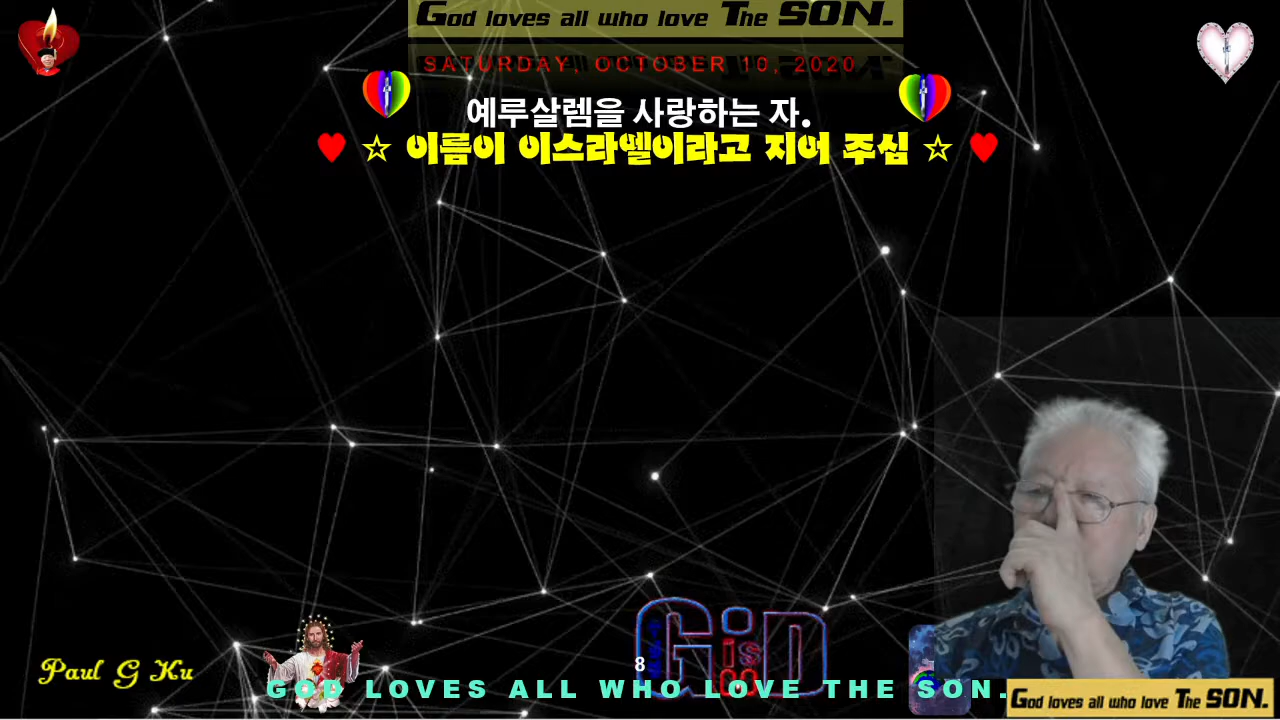 God loves all who love The SON.
SATURDAY, OCTOBER 10, 2020
예루살렘을 사랑하는 자.
♥ ☆ 이름이 이스라엘이라고 지어 주심 ☆ ♥
GiD
is
8
Paul G Ku
GOD LOVES ALL WHO LOVE THE SON.
God loves all who love The SON.